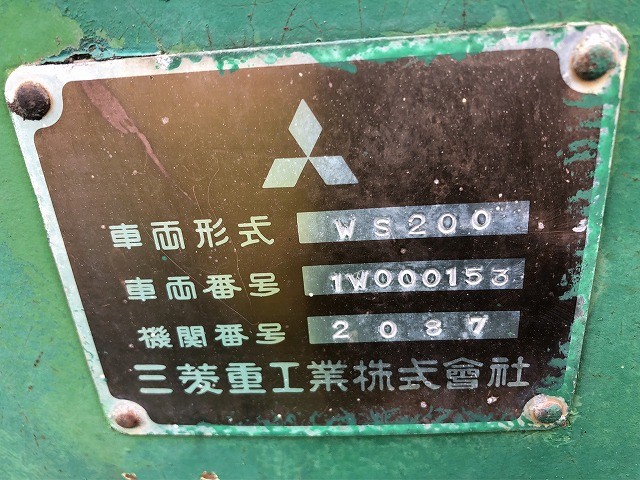 車両形式 WS200
車両番号 1W000153
機関番号 2087
三菱重工業株式會社